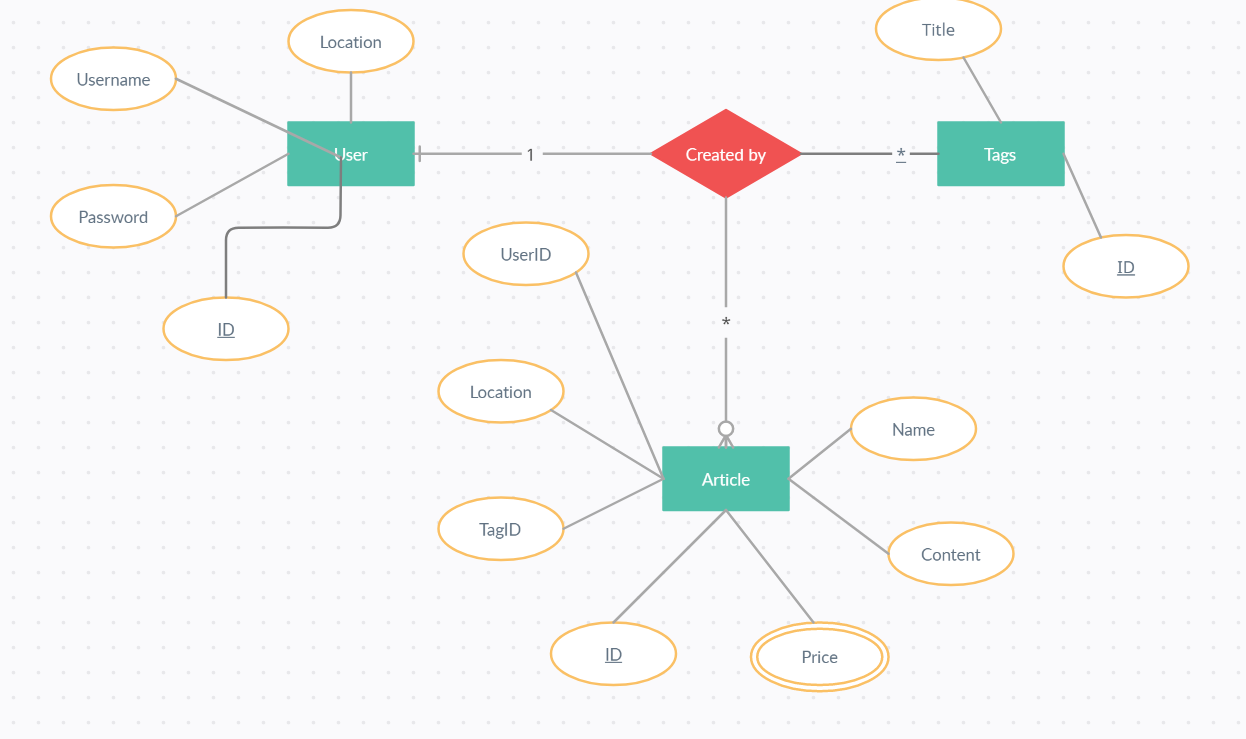 Title
Location
Username
User
1
Created by
*
Tags
Password
UserID
ID
*
ID
Location
Name
Article
TagID
Content
ID
Price